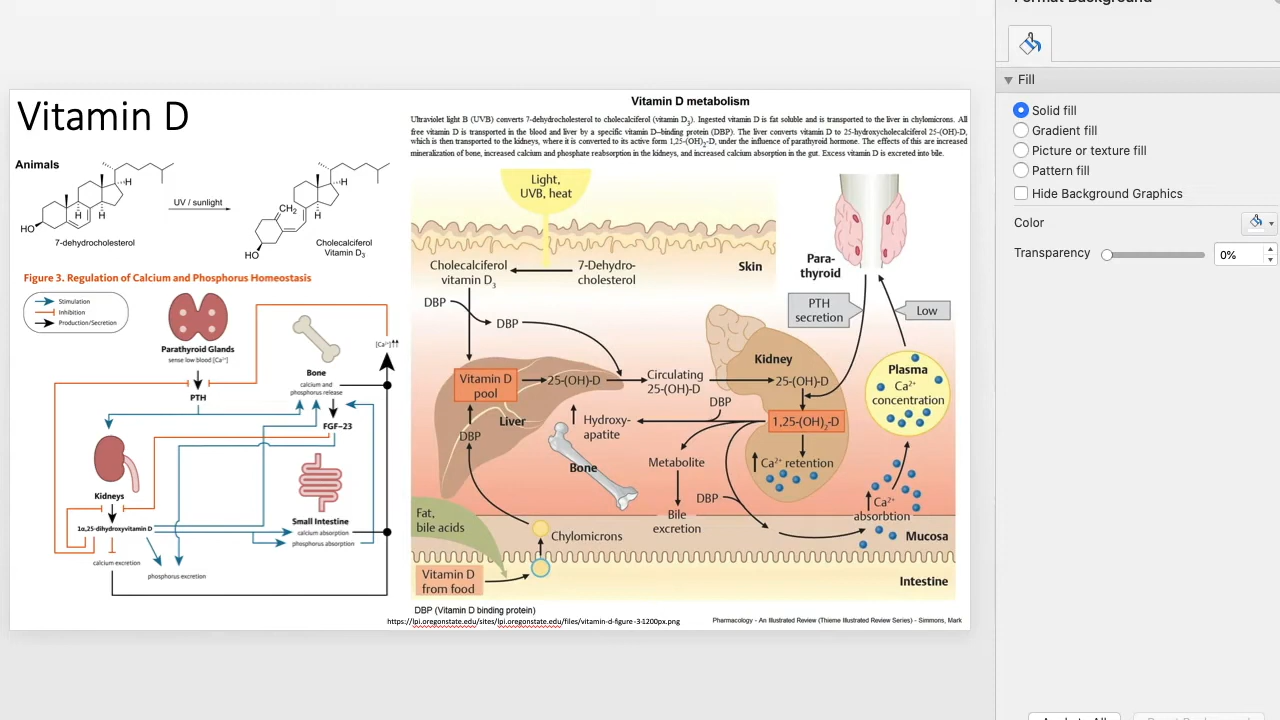 Format Background
Fill
Solid fill
Gradient fill
Picture or texture fill
Pattern fill
Hide Background Graphics
Color
Transparency
0%
Vitamin D
Animals
HO
H
H
H
7-dehydrocholesterol
UV / sunlight
CH2
H
H
HO
Cholecalciferol
Vitamin D3
Figure 3. Regulation of Calcium and Phosphorus Homeostasis
Stimulation
Inhibition
Production/Secretion
Parathyroid Glands
sense low blood [Ca2+]
PTH
Bone
calcium and
phosphorus release
FGF-23
[Ca2+]⇈
Kidneys
1α,25-dihydroxyvitamin D
calcium excretion
phosphorus excretion
Small Intestine
calcium absorption
phosphorus absorption
Vitamin D metabolism
Ultraviolet light B (UVB) converts 7-dehydrocholesterol to cholecalciferol (vitamin D3). Ingested vitamin D is fat soluble and is transported to the liver in chylomicrons. All
free vitamin D is transported in the blood and liver by a specific vitamin D–binding protein (DBP). The liver converts vitamin D to 25-hydroxycholecalciferol 25-(OH)-D,
which is then transported to the kidneys, where it is converted to its active form 1,25-(OH)2-D, under the influence of parathyroid hormone. The effects of this are increased
mineralization of bone, increased calcium and phosphate reabsorption in the kidneys, and increased calcium absorption in the gut. Excess vitamin D is excreted into bile.
Light,
UVB, heat
Cholecalciferol
vitamin D3
7-Dehydro-
cholesterol
Skin
Para-
thyroid
PTH
secretion
Low
DBP
DBP
Vitamin D
pool
25-(OH)-D
Circulating
25-(OH)-D
Kidney
25-(OH)-D
Plasma
Ca2+
concentration
DBP
Liver
DBP
Hydroxy-
apatite
1,25-(OH)2-D
Bone
Metabolite
Ca2+ retention
DBP
Bile
excretion
Ca2+
absorbtion
Fat,
bile acids
Chylomicrons
Mucosa
Vitamin D
from food
Intestine
DBP (Vitamin D binding protein)
https://lpi.oregonstate.edu/sites/lpi.oregonstate.edu/files/vitamin-d-figure-3-1200px.png
Pharmacology - An Illustrated Review (Thieme Illustrated Review Series) - Simmons, Mark